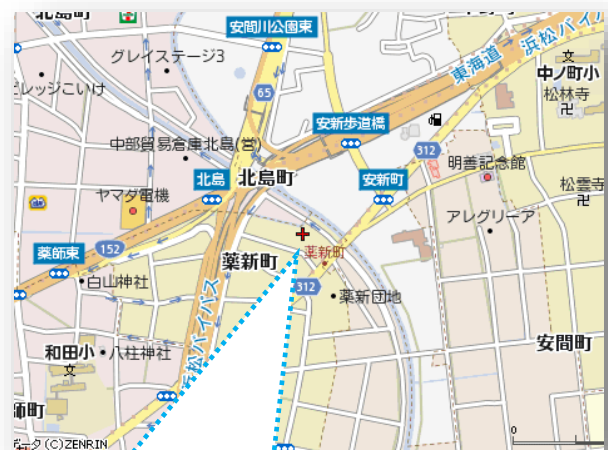 北島町
安間川公園東
グレイステージ3
東海道
浜松バイパス
中ノ町小
松林寺
ビレッジこいけ
65
安新歩道橋
中部貿易倉庫北島(営)
312
明善記念館
北島
北島町
安新町
松雲寺
ヤマダ電機
アレグリーア
薬師東
152
薬新町
薬新町
白山神社
312
薬新団地
浜松バイパス
和田小
八柱神社
安間町
師町
データ(C)ZENRIN
0